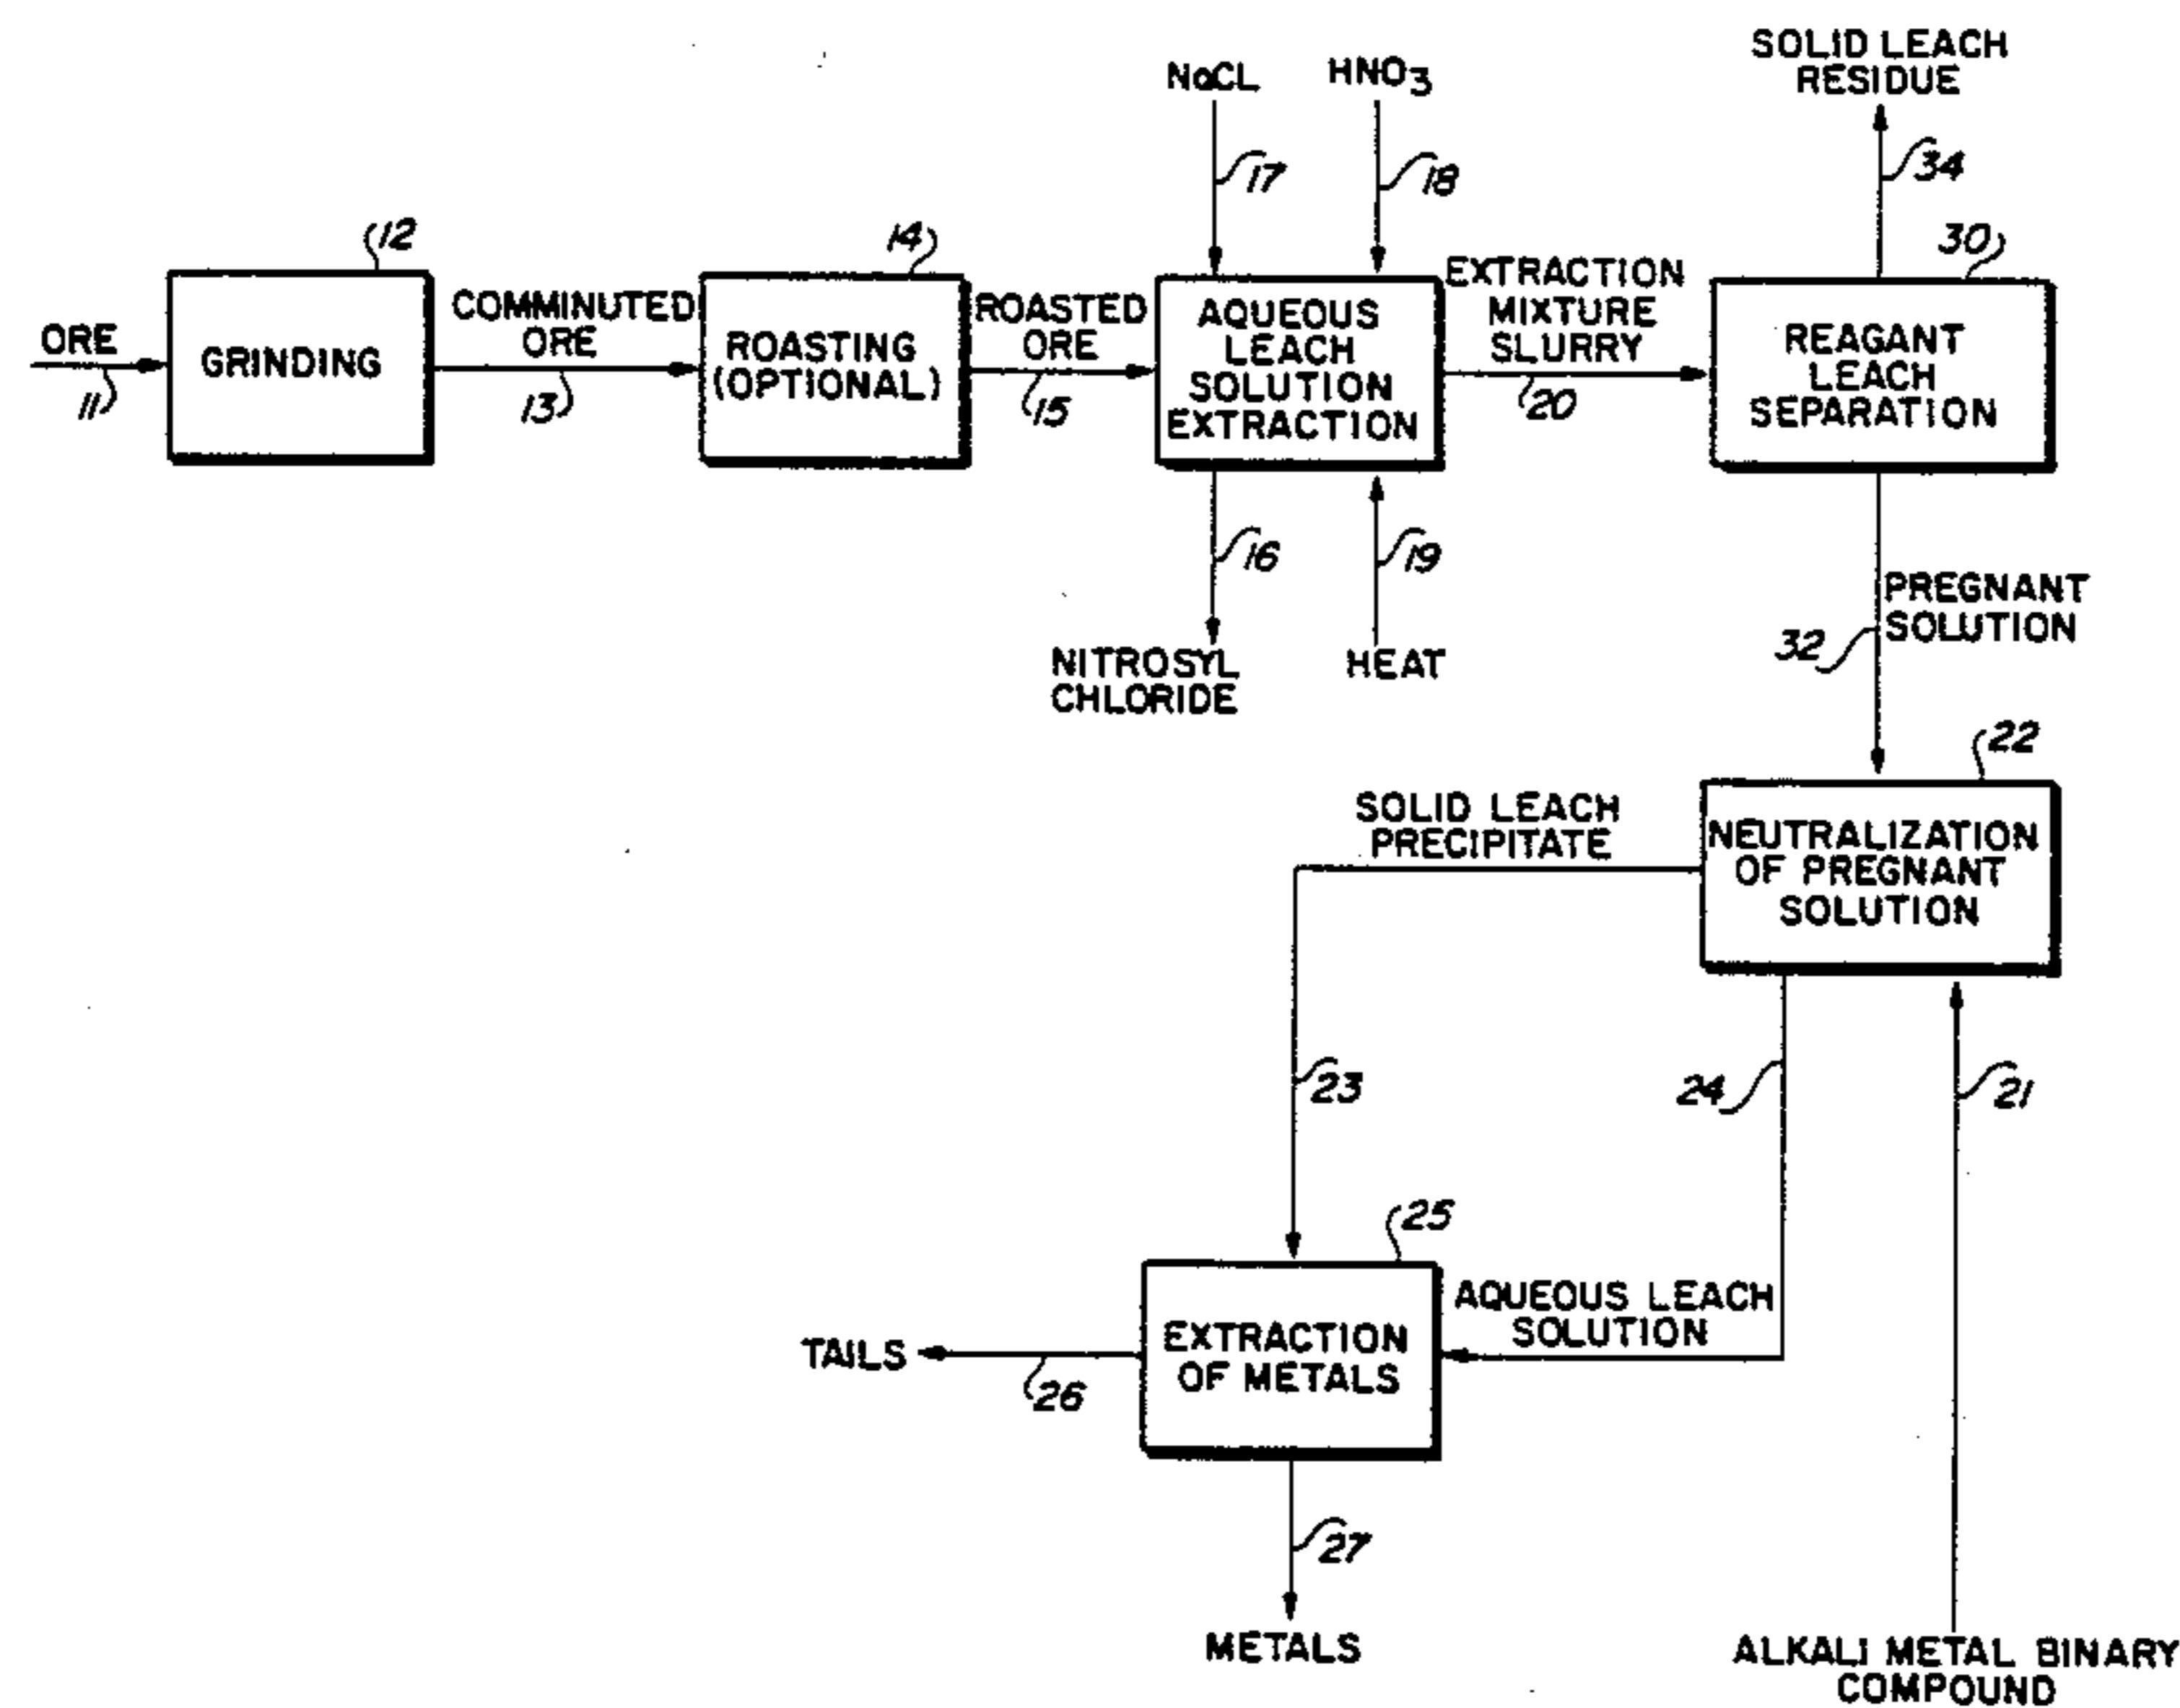 ORE
11
12
GRINDING
COMMINUTED
ORE
13
14
ROASTING
(OPTIONAL)
ROASTED
ORE
15
NaCL
17
HNO3
18
AQUEOUS
LEACH
SOLUTION
EXTRACTION
16
NITROSYL
CHLORIDE
19
HEAT
EXTRACTION
MIXTURE
SLURRY
20
SOLID LEACH
RESIDUE
34
30
REAGANT
LEACH
SEPARATION
PREGNANT
SOLUTION
32
22
NEUTRALIZATION
OF PREGNANT
SOLUTION
SOLID LEACH
PRECIPITATE
23
24
21
25
EXTRACTION
OF METALS
AQUEOUS LEACH
SOLUTION
TAILS
26
27
METALS
ALKALI METAL BINARY
COMPOUND